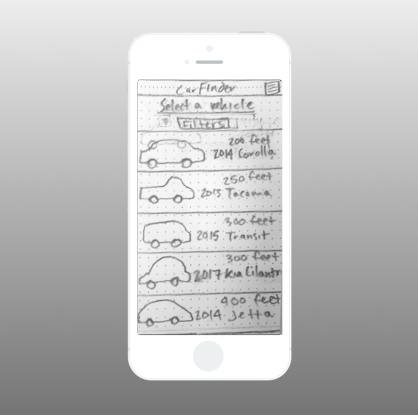 CarFinder
Select a vehicle
Filters
200 feet
2014 Corolla
250 feet
2013 Tacoma
300 feet
2015 Transit
300 feet
2017 Kia Cilantro
400 feet
2014 Jetta